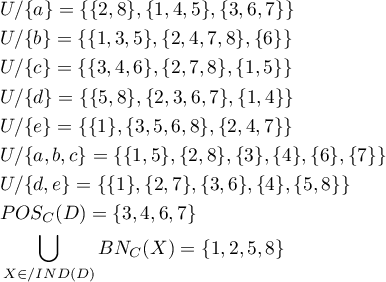 U/{a} = {{2, 8}, {1, 4, 5}, {3, 6, 7}}
U/{b} = {{1, 3, 5}, {2, 4, 7, 8}, {6}}
U/{c} = {{3, 4, 6}, {2, 7, 8}, {1, 5}}
U/{d} = {{5, 8}, {2, 3, 6, 7}, {1, 4}}
U/{e} = {{1}, {3, 5, 6, 8}, {2, 4, 7}}
U/{a, b, c} = {{1, 5}, {2, 8}, {3}, {4}, {6}, {7}}
U/{d, e} = {{1}, {2, 7}, {3, 6}, {4}, {5, 8}}
POS_C(D) = {3, 4, 6, 7}
⋃_{X∈/IND(D)} BN_C(X) = {1, 2, 5, 8}